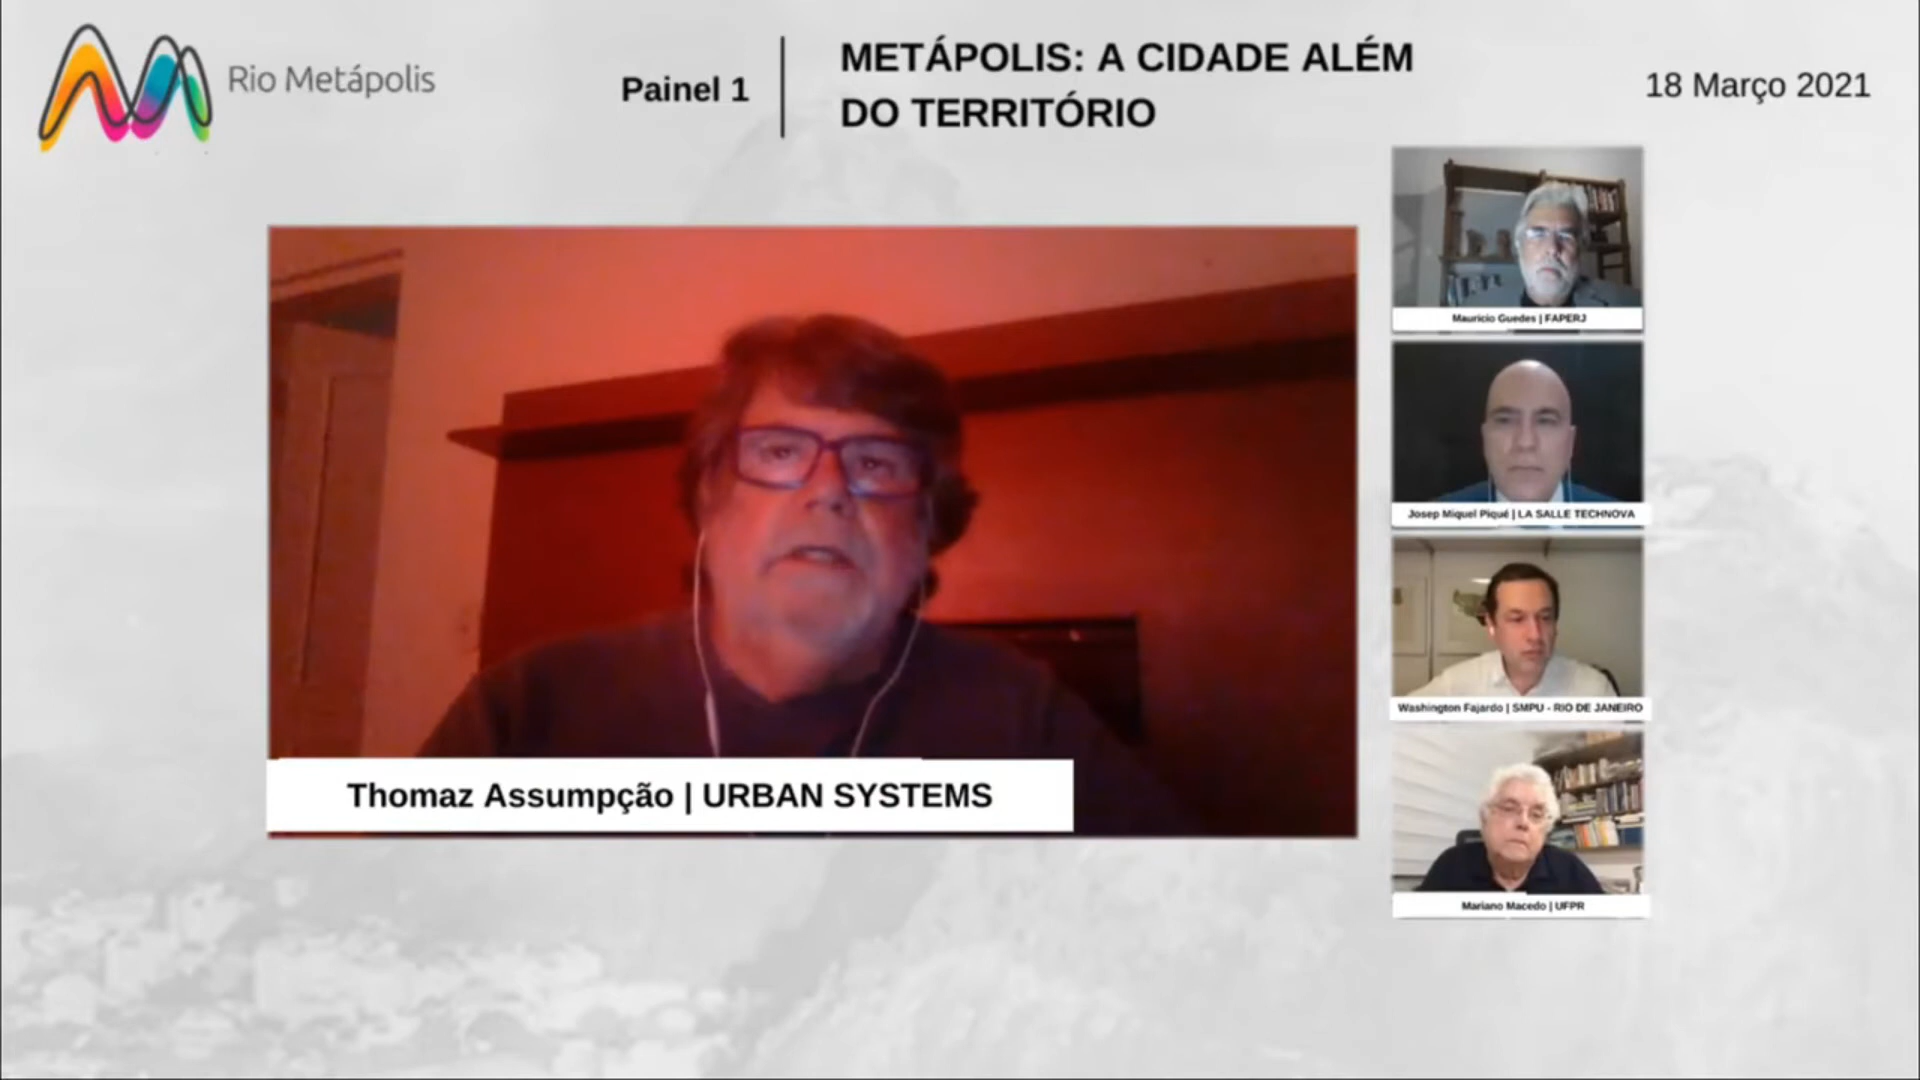 Rio Metápolis
Painel 1
METÁPOLIS: A CIDADE ALÉM
DO TERRITÓRIO
18 Março 2021
Thomaz Assumpção | URBAN SYSTEMS
Mauricio Guedes | FAPERJ
Josep Miquel Piqué | LA SALLE TECHNOVA
Washington Fajardo | SMPU - RIO DE JANEIRO
Mariano Macedo | UFPR